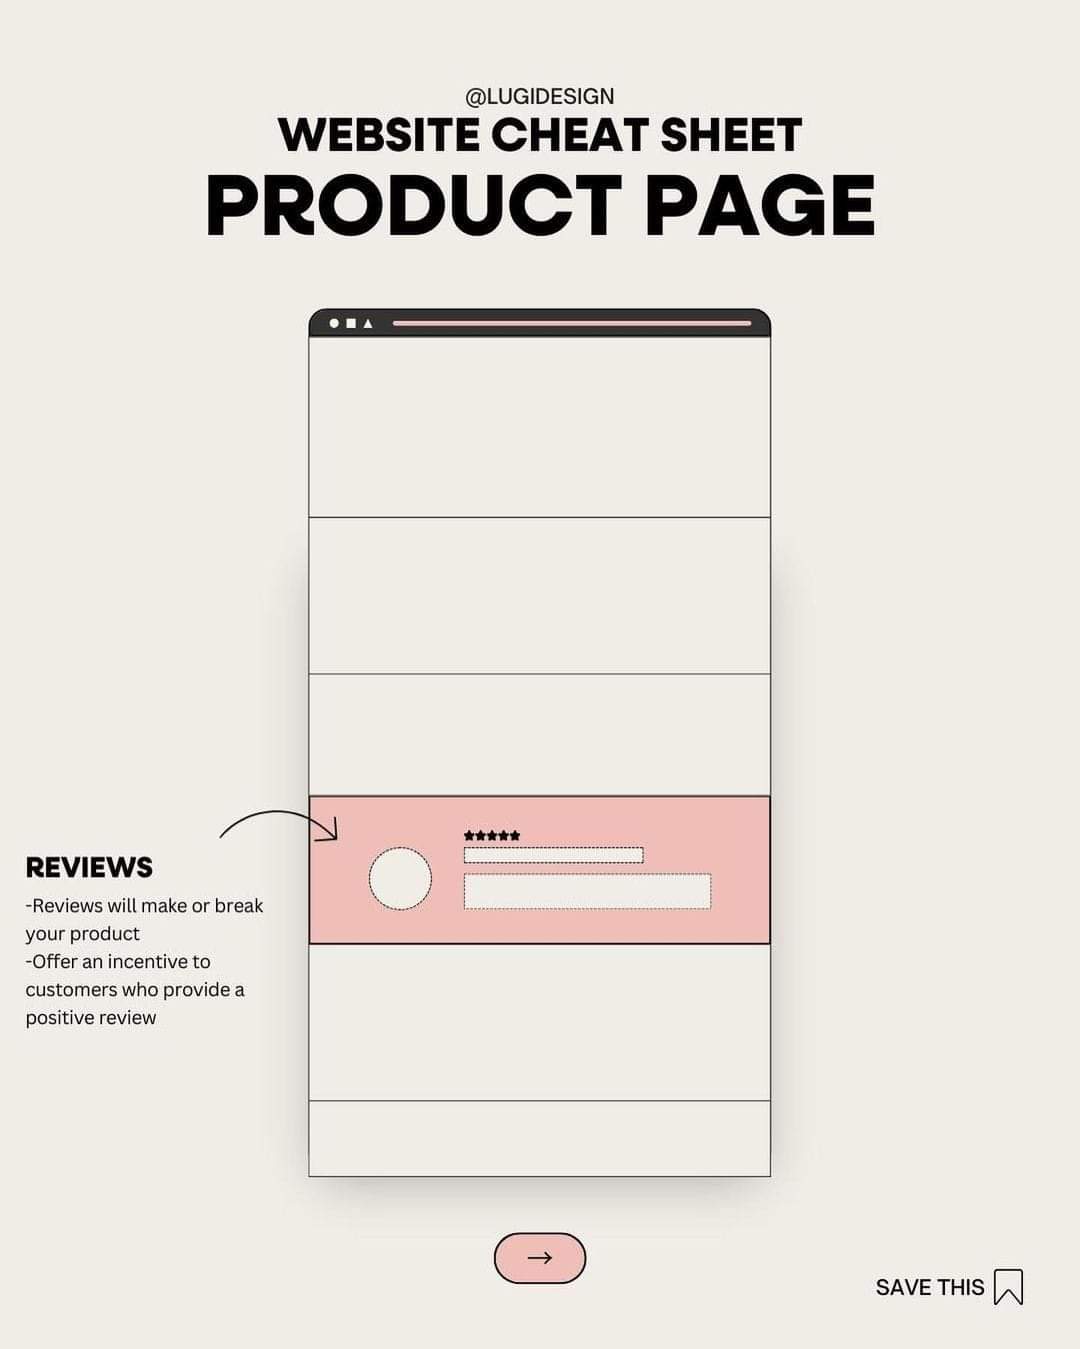 @LUGIDESIGN
WEBSITE CHEAT SHEET
PRODUCT PAGE
REVIEWS
-Reviews will make or break
your product
-Offer an incentive to
customers who provide a
positive review
SAVE THIS